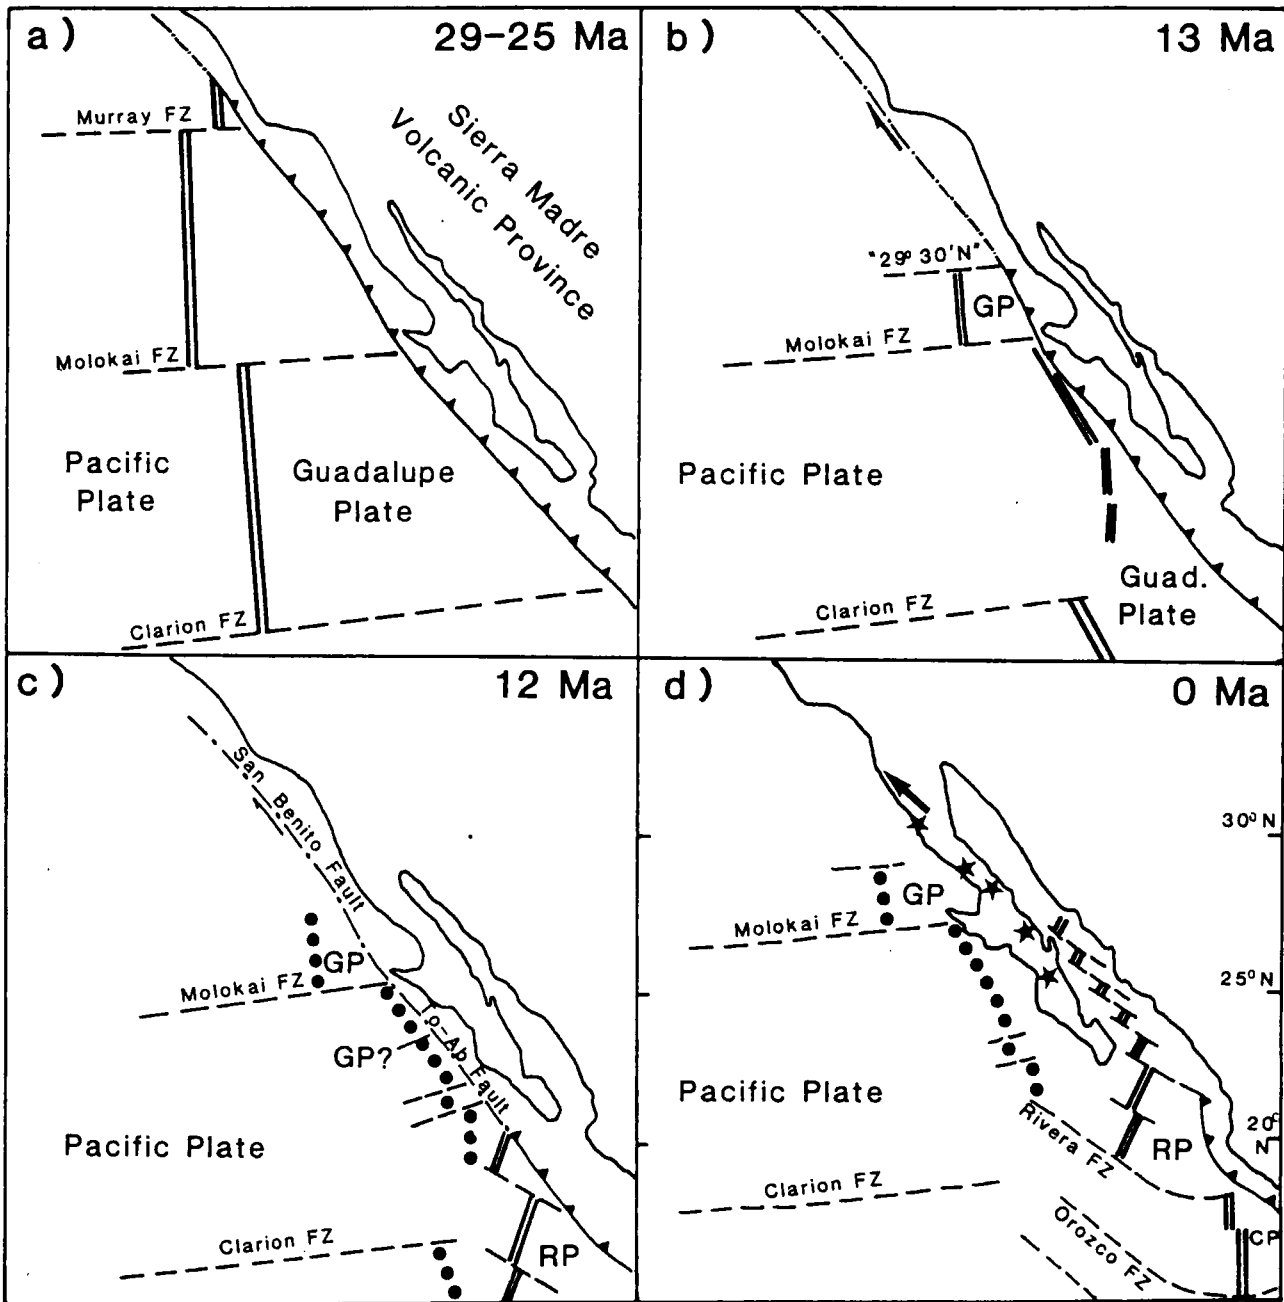 a)
29-25 Ma
Murray FZ
Sierra Madre
Volcanic Province
Molokai FZ
Pacific
Plate
Guadalupe
Plate
Clarion FZ
b)
13 Ma
"29° 30'N"
GP
Molokai FZ
Pacific Plate
Guad.
Plate
Clarion FZ
c)
12 Ma
San Benito Fault
GP
Molokai FZ
To-Ab Fault
GP?
Pacific Plate
Clarion FZ
RP
d)
0 Ma
30° N
GP
Molokai FZ
25° N
Pacific Plate
20°
N
Rivera FZ
RP
Clarion FZ
Orozco FZ
CP